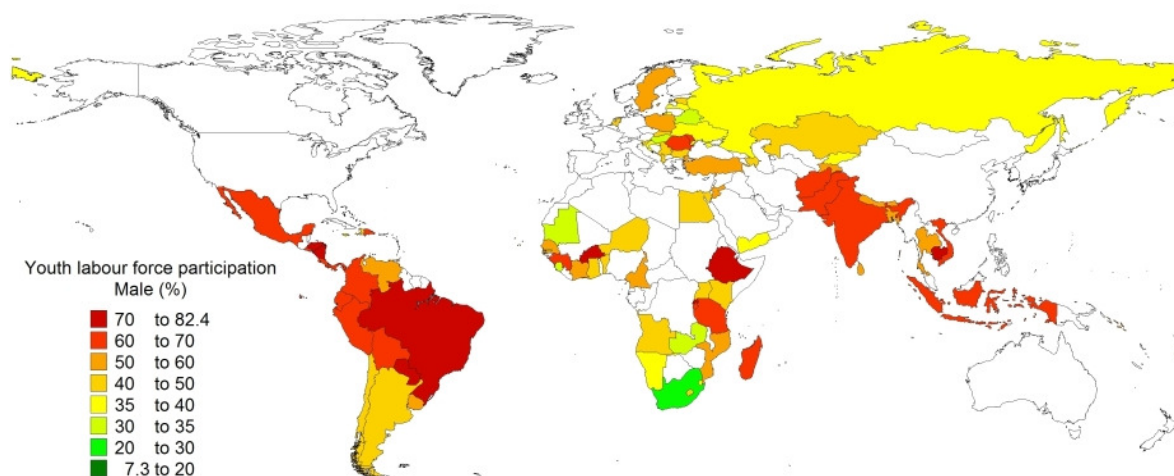 Youth labour force participation
Male (%)
70 to 82.4
60 to 70
50 to 60
40 to 50
35 to 40
30 to 35
20 to 30
7.3 to 20